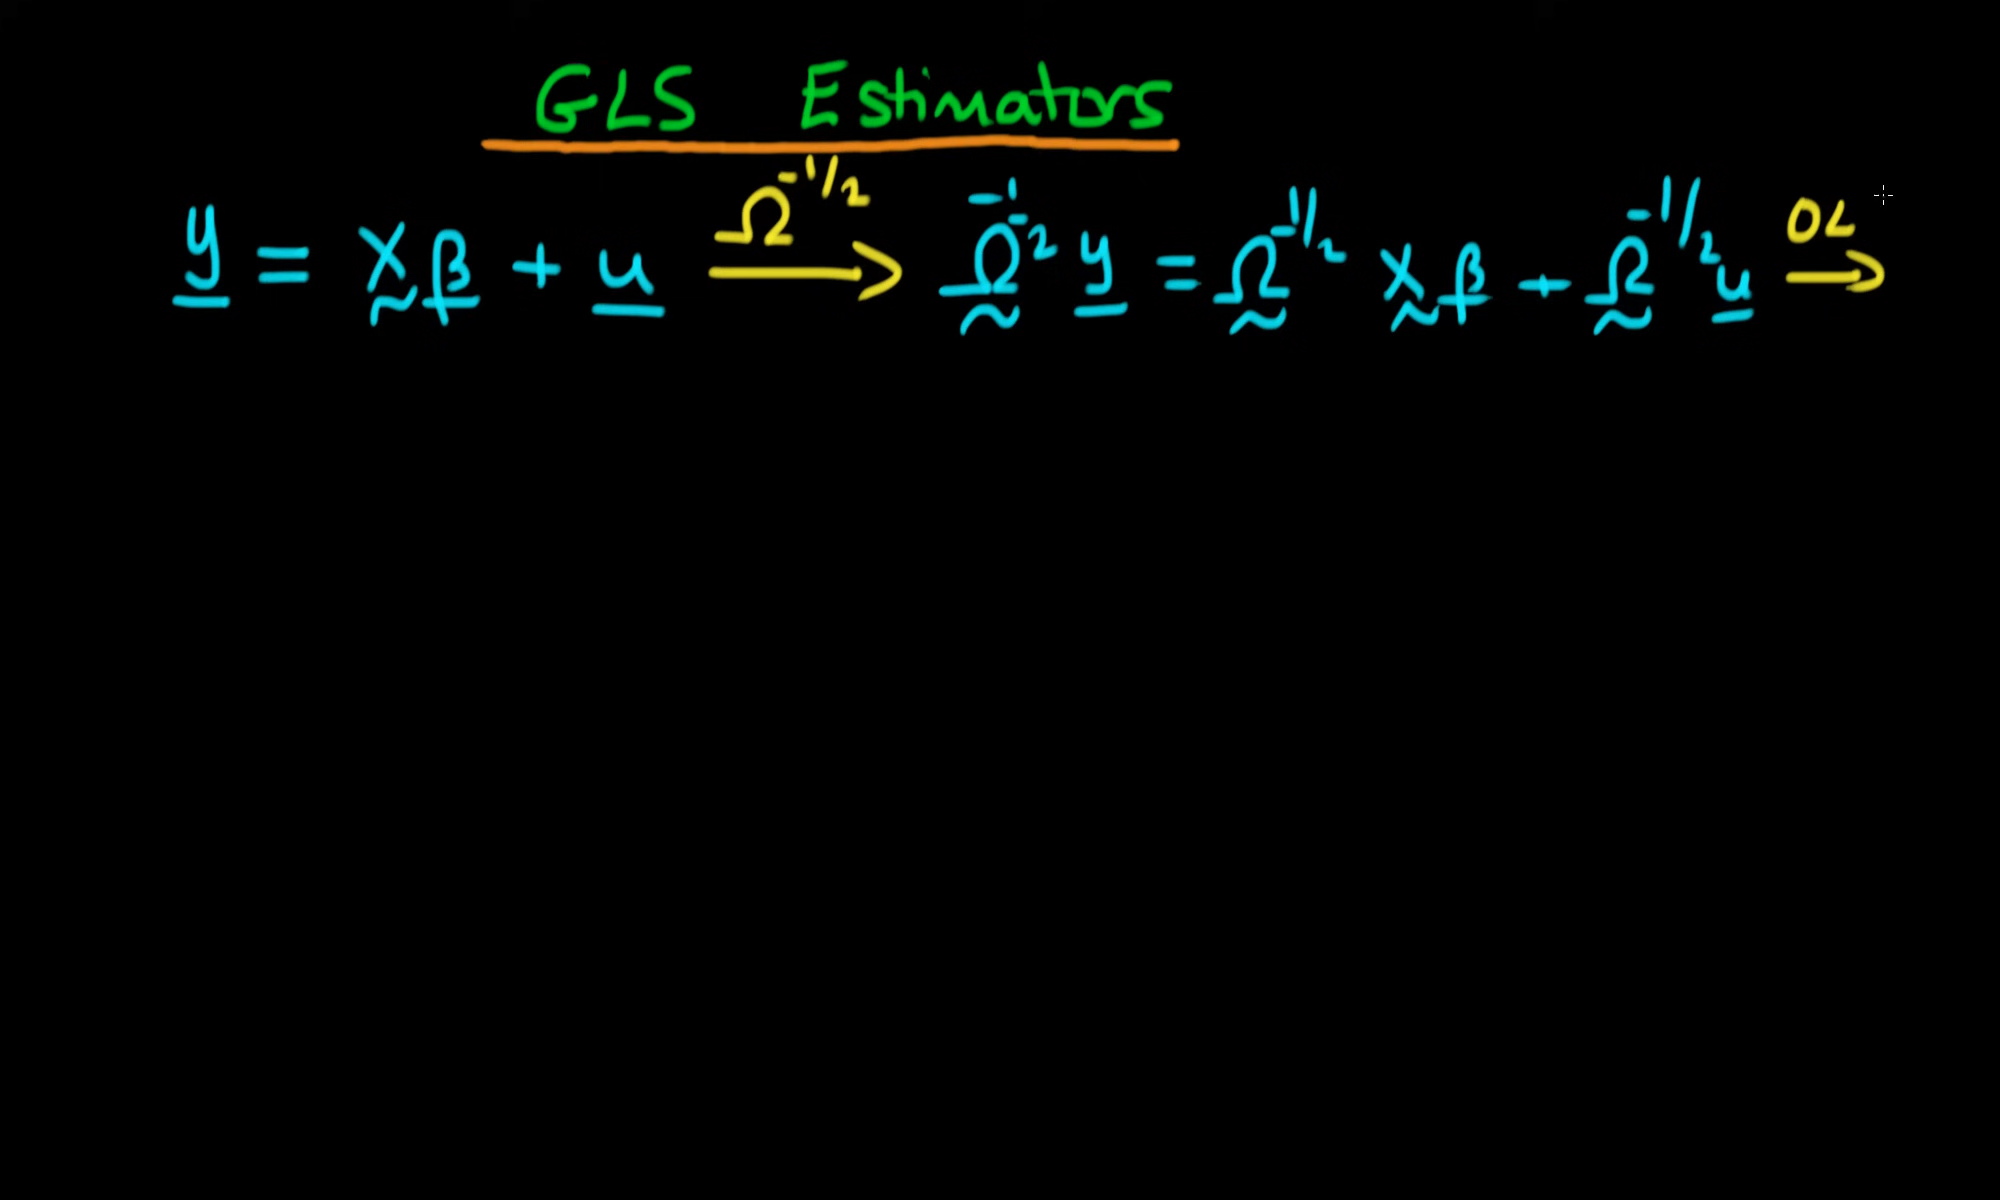 GLS Estimators
y = Xβ + u Ω^-1/2 → Ω^-1/2 y = Ω^-1/2 Xβ + Ω^-1/2 u OL →